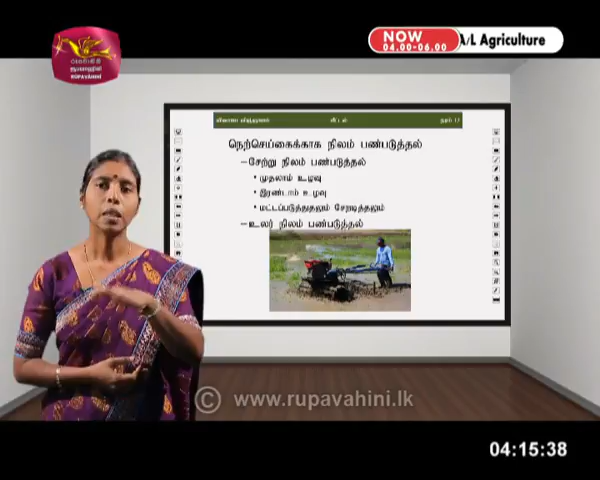 NOW
04.00-06.00
A/L Agriculture
RUPAVAHINI
நெற்செய்கைக்காக நிலம் பண்படுத்தல்
–சேற்று நிலம் பண்படுத்தல்
• முதலாம் உழவு
• இரண்டாம் உழவு
• மட்டப்படுத்துதலும் சேறடித்தலும்
–உலர் நிலம் பண்படுத்தல்
© www.rupavahini.lk
04:15:38